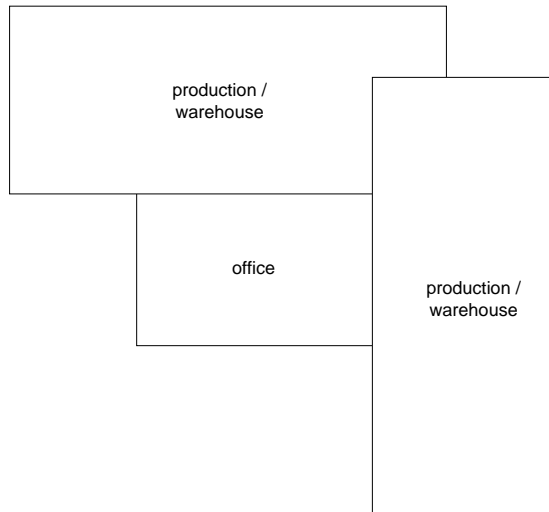 production /
warehouse
office
production /
warehouse